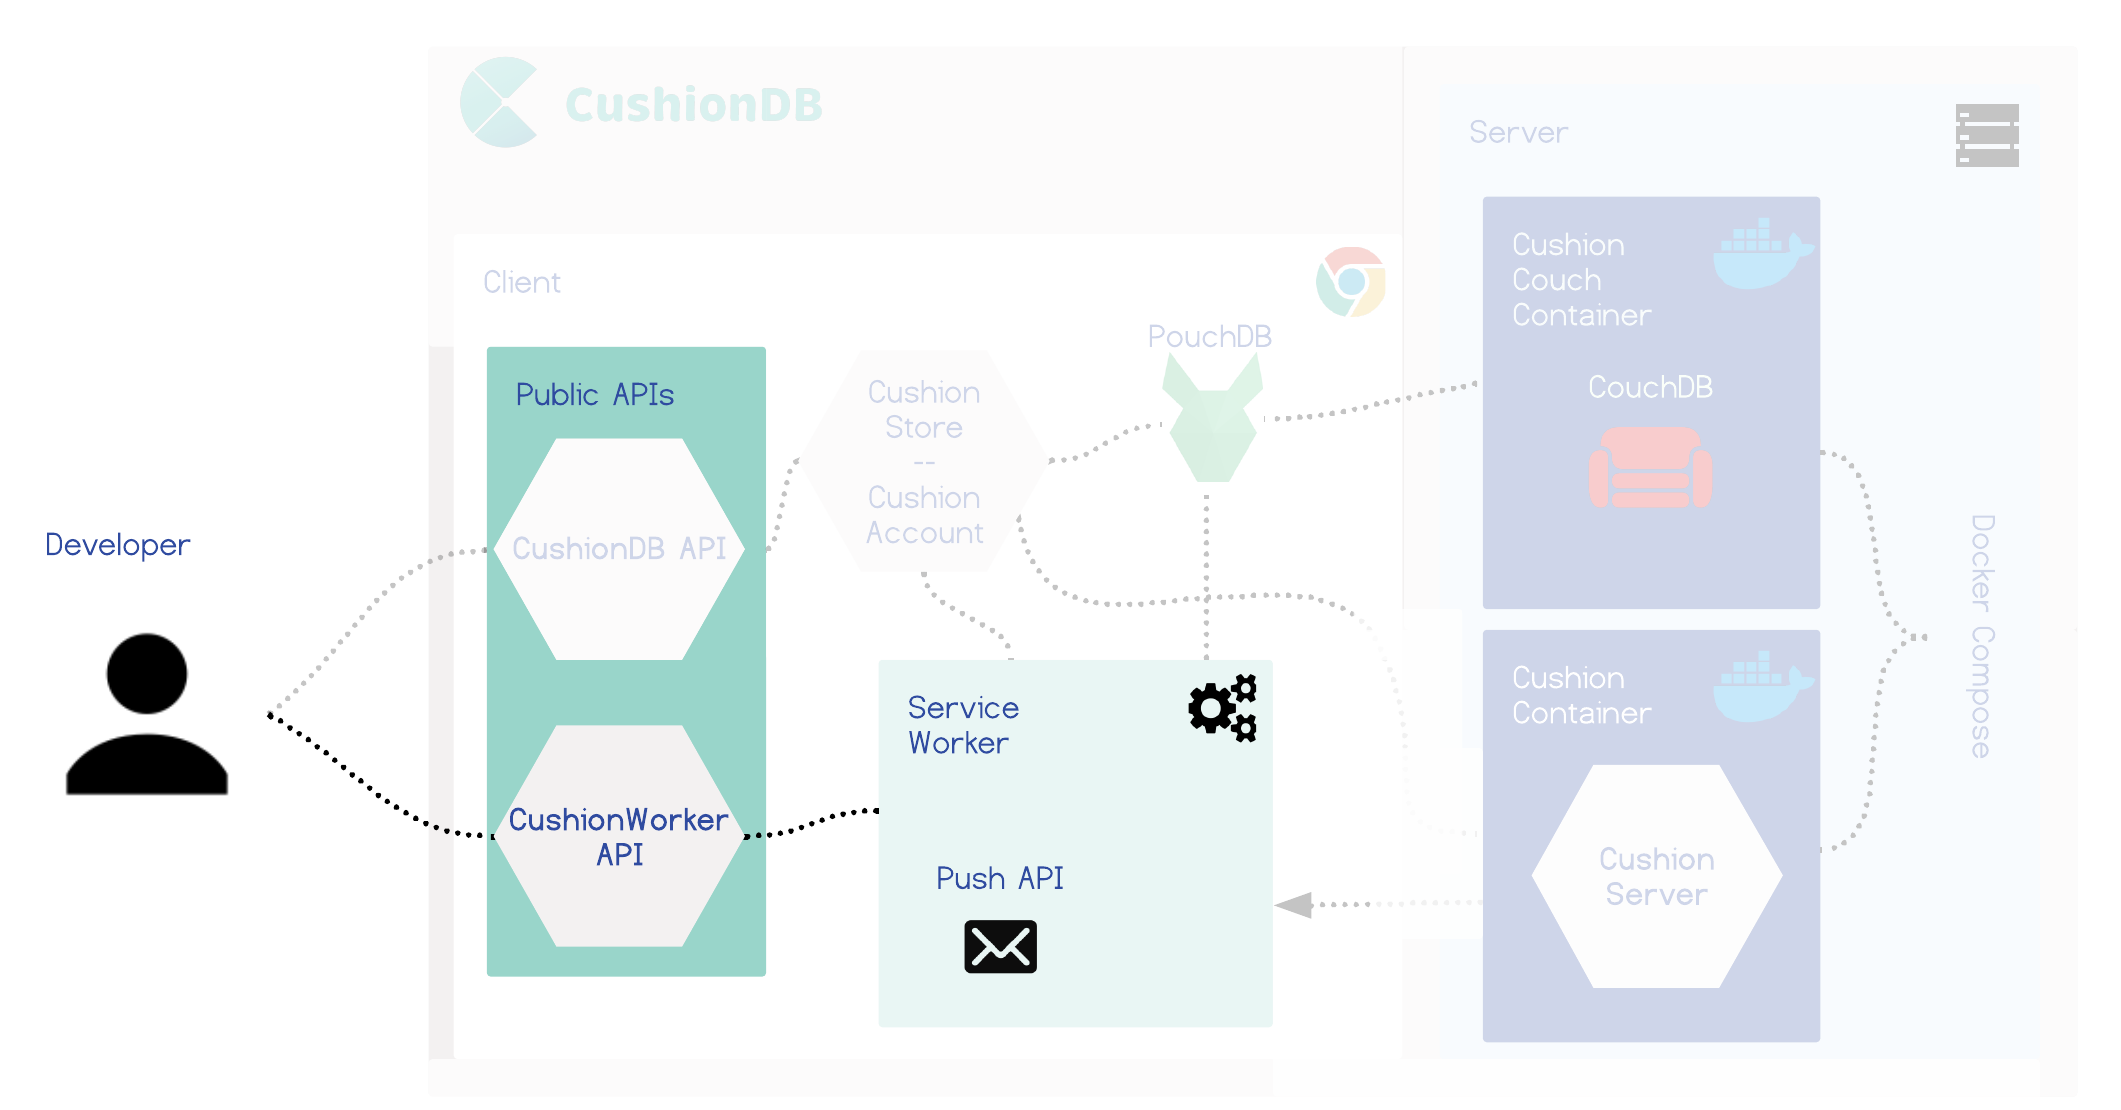 CushionDB
Server
Client
Cushion
Couch
Container
CouchDB
PouchDB
Public APIs
Cushion
Store
--
Cushion
Account
CushionDB API
Developer
Docker Compose
Service
Worker
Cushion
Container
CushionWorker
API
Push API
Cushion
Server